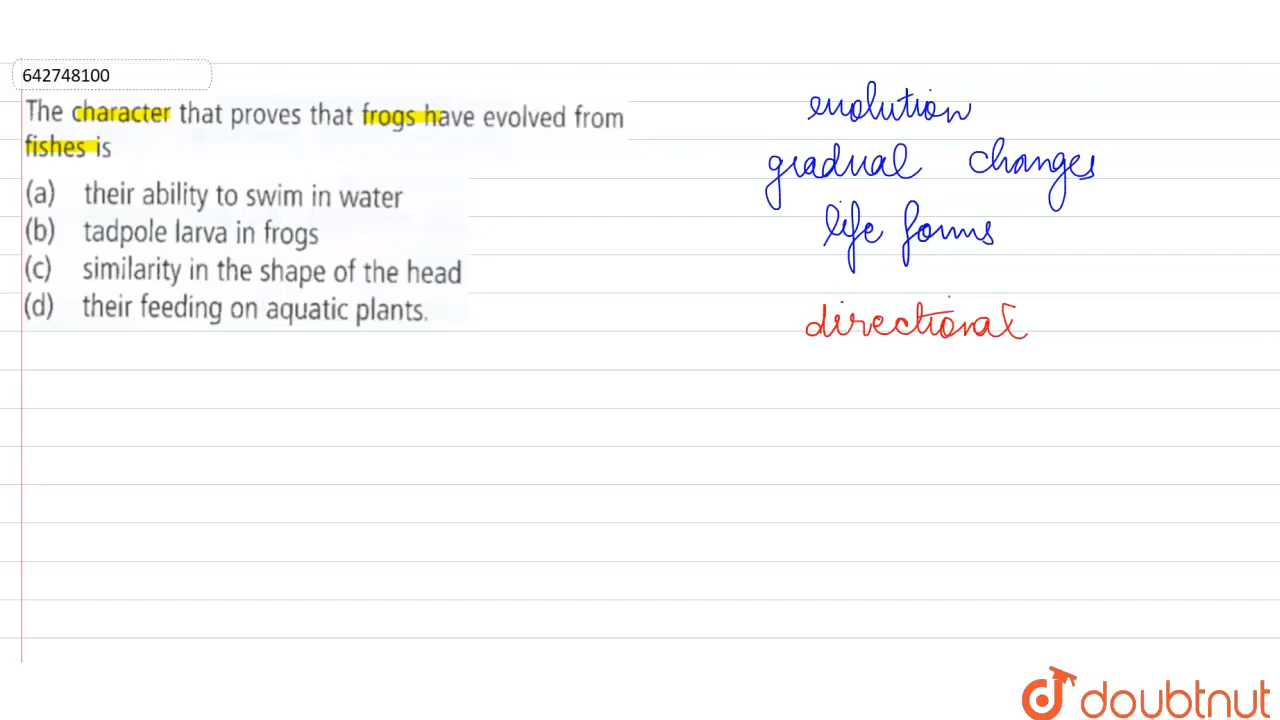 642748100
The character that proves that frogs have evolved from
fishes is
(a) their ability to swim in water
(b) tadpole larva in frogs
(c) similarity in the shape of the head
(d) their feeding on aquatic plants.
evolution
gradual changes
life forms
directional
doubtnut